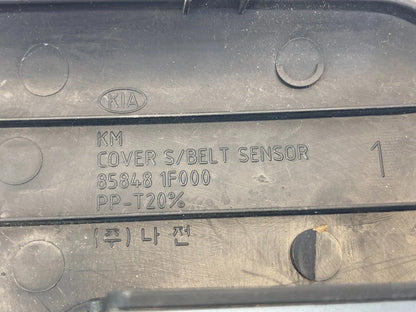 KIA
KM
COVER S/BELT SENSOR
85848 1F000
1
PP-T20%
(주)나 전